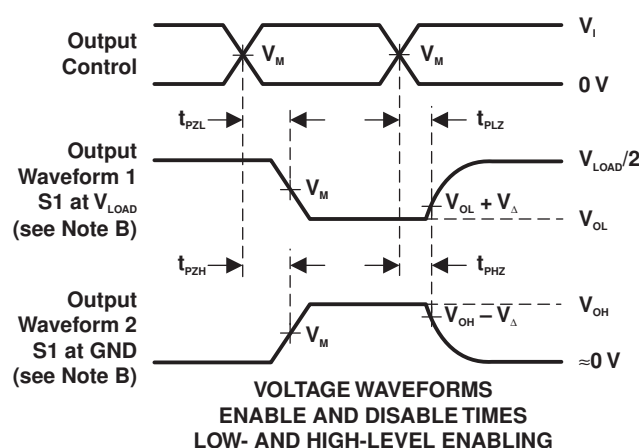 Output
Control
V_M
V_M
V_I
0 V
t_PZL
t_PLZ
Output
Waveform 1
S1 at V_LOAD
(see Note B)
V_M
V_LOAD/2
V_OL + V_Δ
V_OL
t_PZH
t_PHZ
Output
Waveform 2
S1 at GND
(see Note B)
V_M
V_OH
V_OH – V_Δ
≈0 V
VOLTAGE WAVEFORMS
ENABLE AND DISABLE TIMES
LOW- AND HIGH-LEVEL ENABLING